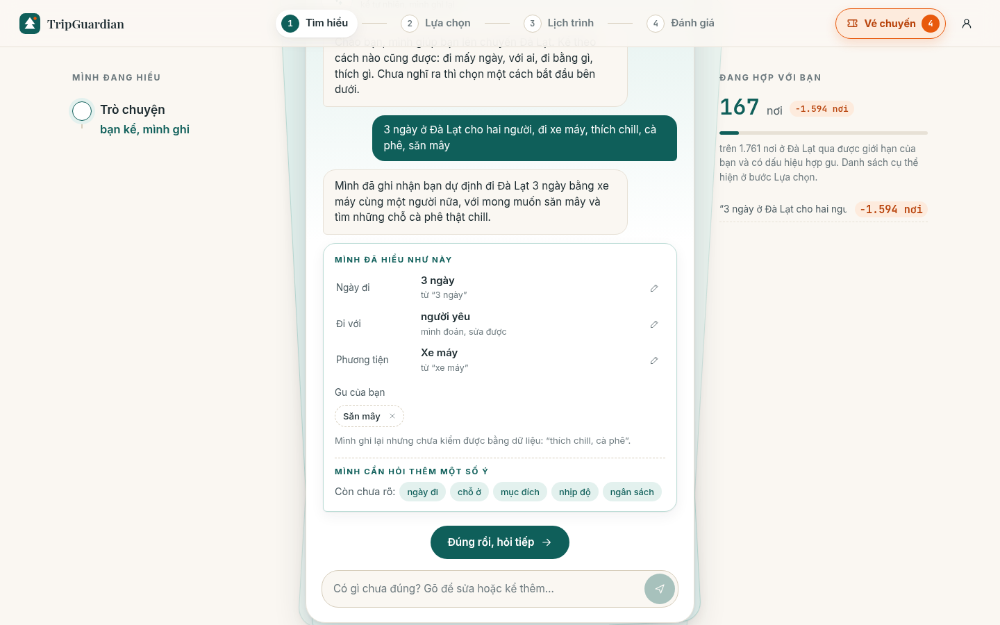 TripGuardian
1 Tìm hiểu
2 Lựa chọn
3 Lịch trình
4 Đánh giá
Vé chuyến 4
MÌNH ĐANG HIỂU
Trò chuyện
bạn kể, mình ghi
Chào bạn, mình giúp bạn lên chuyến Đà Lạt. Kể theo
cách nào cũng được: đi mấy ngày, với ai, đi bằng gì,
thích gì. Chưa nghĩ ra thì chọn một cách bắt đầu bên
dưới.
3 ngày ở Đà Lạt cho hai người, đi xe máy, thích chill, cà
phê, săn mây
Mình đã ghi nhận bạn dự định đi Đà Lạt 3 ngày bằng xe
máy cùng một người nữa, với mong muốn săn mây và
tìm những chỗ cà phê thật chill.
MÌNH ĐÃ HIỂU NHƯ NÀY
Ngày đi
3 ngày
từ “3 ngày”
Đi với
người yêu
mình đoán, sửa được
Phương tiện
Xe máy
từ “xe máy”
Gu của bạn
Săn mây
Mình ghi lại nhưng chưa kiểm được bằng dữ liệu: “thích chill, cà phê”.
MÌNH CẦN HỎI THÊM MỘT SỐ Ý
Còn chưa rõ: ngày đi chỗ ở mục đích nhịp độ ngân sách
Đúng rồi, hỏi tiếp
Có gì chưa đúng? Gõ để sửa hoặc kể thêm...
ĐANG HỢP VỚI BẠN
167 nơi -1.594 nơi
trên 1.761 nơi ở Đà Lạt qua được giới hạn của
bạn và có dấu hiệu hợp gu. Danh sách cụ thể
hiện ở bước Lựa chọn.
“3 ngày ở Đà Lạt cho hai -1.594 nơi